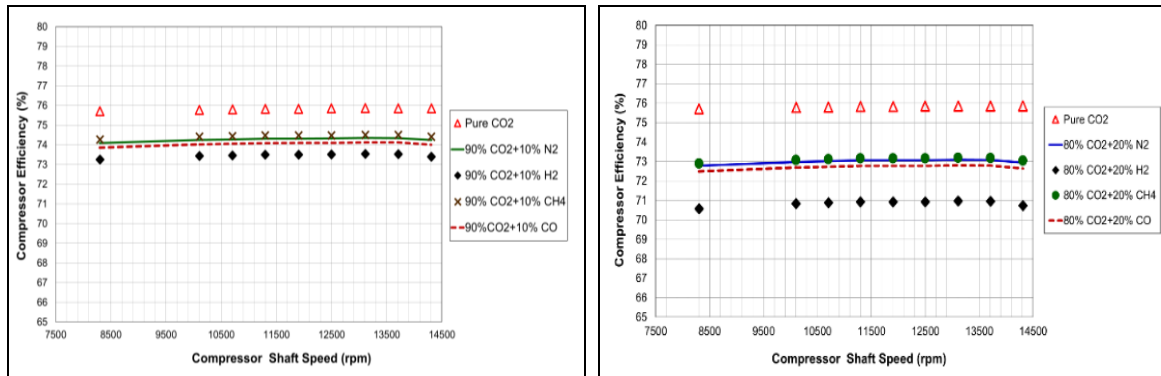 80
79
78
77
76
75
74
73
72
71
70
69
68
67
66
65
Compressor Efficiency (%)
7500 8500 9500 10500 11500 12500 13500 14500
Compressor Shaft Speed (rpm)
Pure CO2
90% CO2+10% N2
90% CO2+10% H2
90% CO2+10% CH4
90%CO2+10% CO
80
79
78
77
76
75
74
73
72
71
70
69
68
67
66
65
Compressor Efficiency (%)
7500 8500 9500 10500 11500 12500 13500 14500
Compressor Shaft Speed (rpm)
Pure CO2
80% CO2+20% N2
80% CO2+20% H2
80% CO2+20% CH4
80% CO2+20% CO